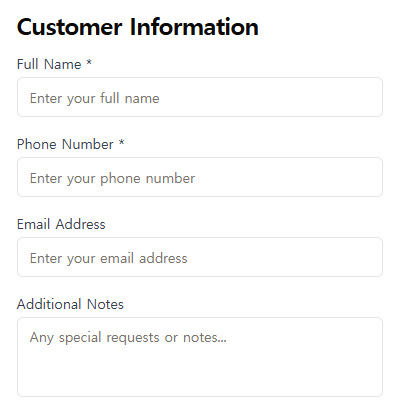 Customer Information
Full Name *
Enter your full name
Phone Number *
Enter your phone number
Email Address
Enter your email address
Additional Notes
Any special requests or notes...